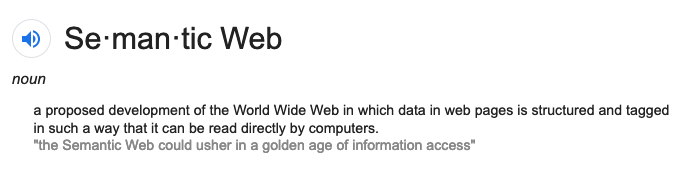 Se·man·tic Web
noun
a proposed development of the World Wide Web in which data in web pages is structured and tagged
in such a way that it can be read directly by computers.
"the Semantic Web could usher in a golden age of information access"